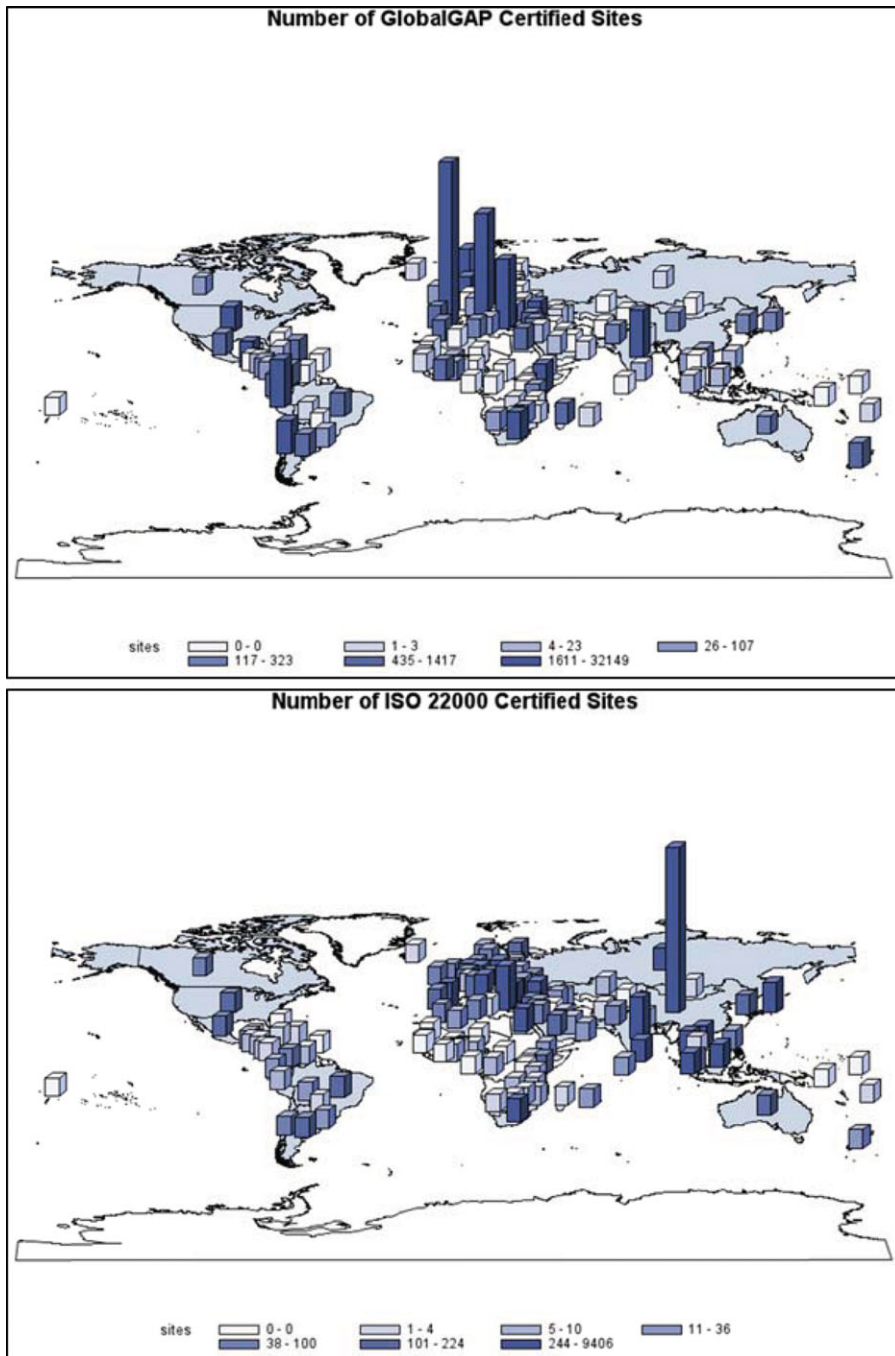 Number of GlobalGAP Certified Sites
sites 0 - 0 1 - 3 4 - 23 26 - 107
117 - 323 435 - 1417 1611 - 32149
Number of ISO 22000 Certified Sites
sites 0 - 0 1 - 4 5 - 10 11 - 36
38 - 100 101 - 224 244 - 9406